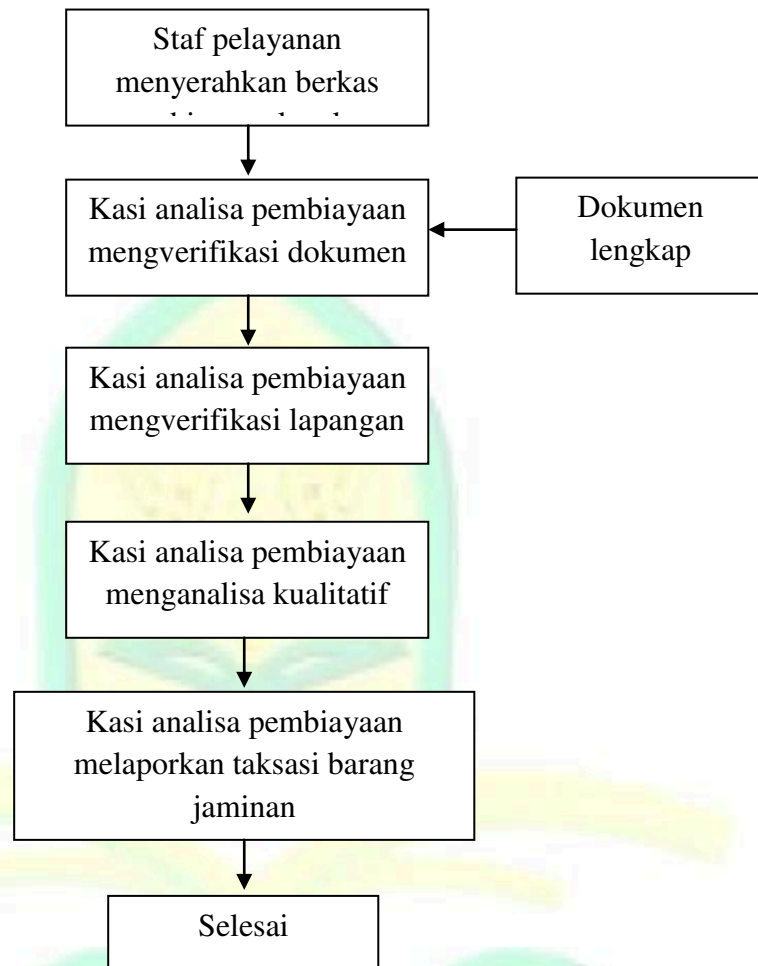 Staf pelayanan
menyerahkan berkas
Kasi analisa pembiayaan
mengverifikasi dokumen
Dokumen
lengkap
Kasi analisa pembiayaan
mengverifikasi lapangan
Kasi analisa pembiayaan
menganalisa kualitatif
Kasi analisa pembiayaan
melaporkan taksasi barang
jaminan
Selesai